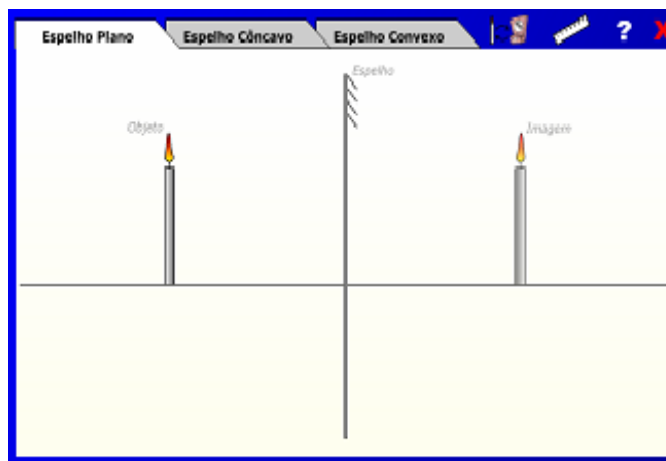 Espelho Plano
Espelho Côncavo
Espelho Convexo
?
X
Espelho
Objeto
Imagem